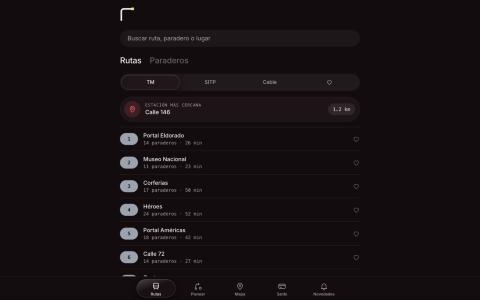 Buscar ruta, paradero o lugar
Rutas Paraderos
TM SITP Cable
ESTACIÓN MÁS CERCANA
Calle 146
1.2 km
1 Portal Eldorado
14 paraderos · 26 min
2 Museo Nacional
11 paraderos · 23 min
3 Corferias
17 paraderos · 50 min
4 Héroes
24 paraderos · 52 min
5 Portal Américas
18 paraderos · 42 min
6 Calle 72
14 paraderos · 27 min
Rutas Planear Mapa Saldo Novedades